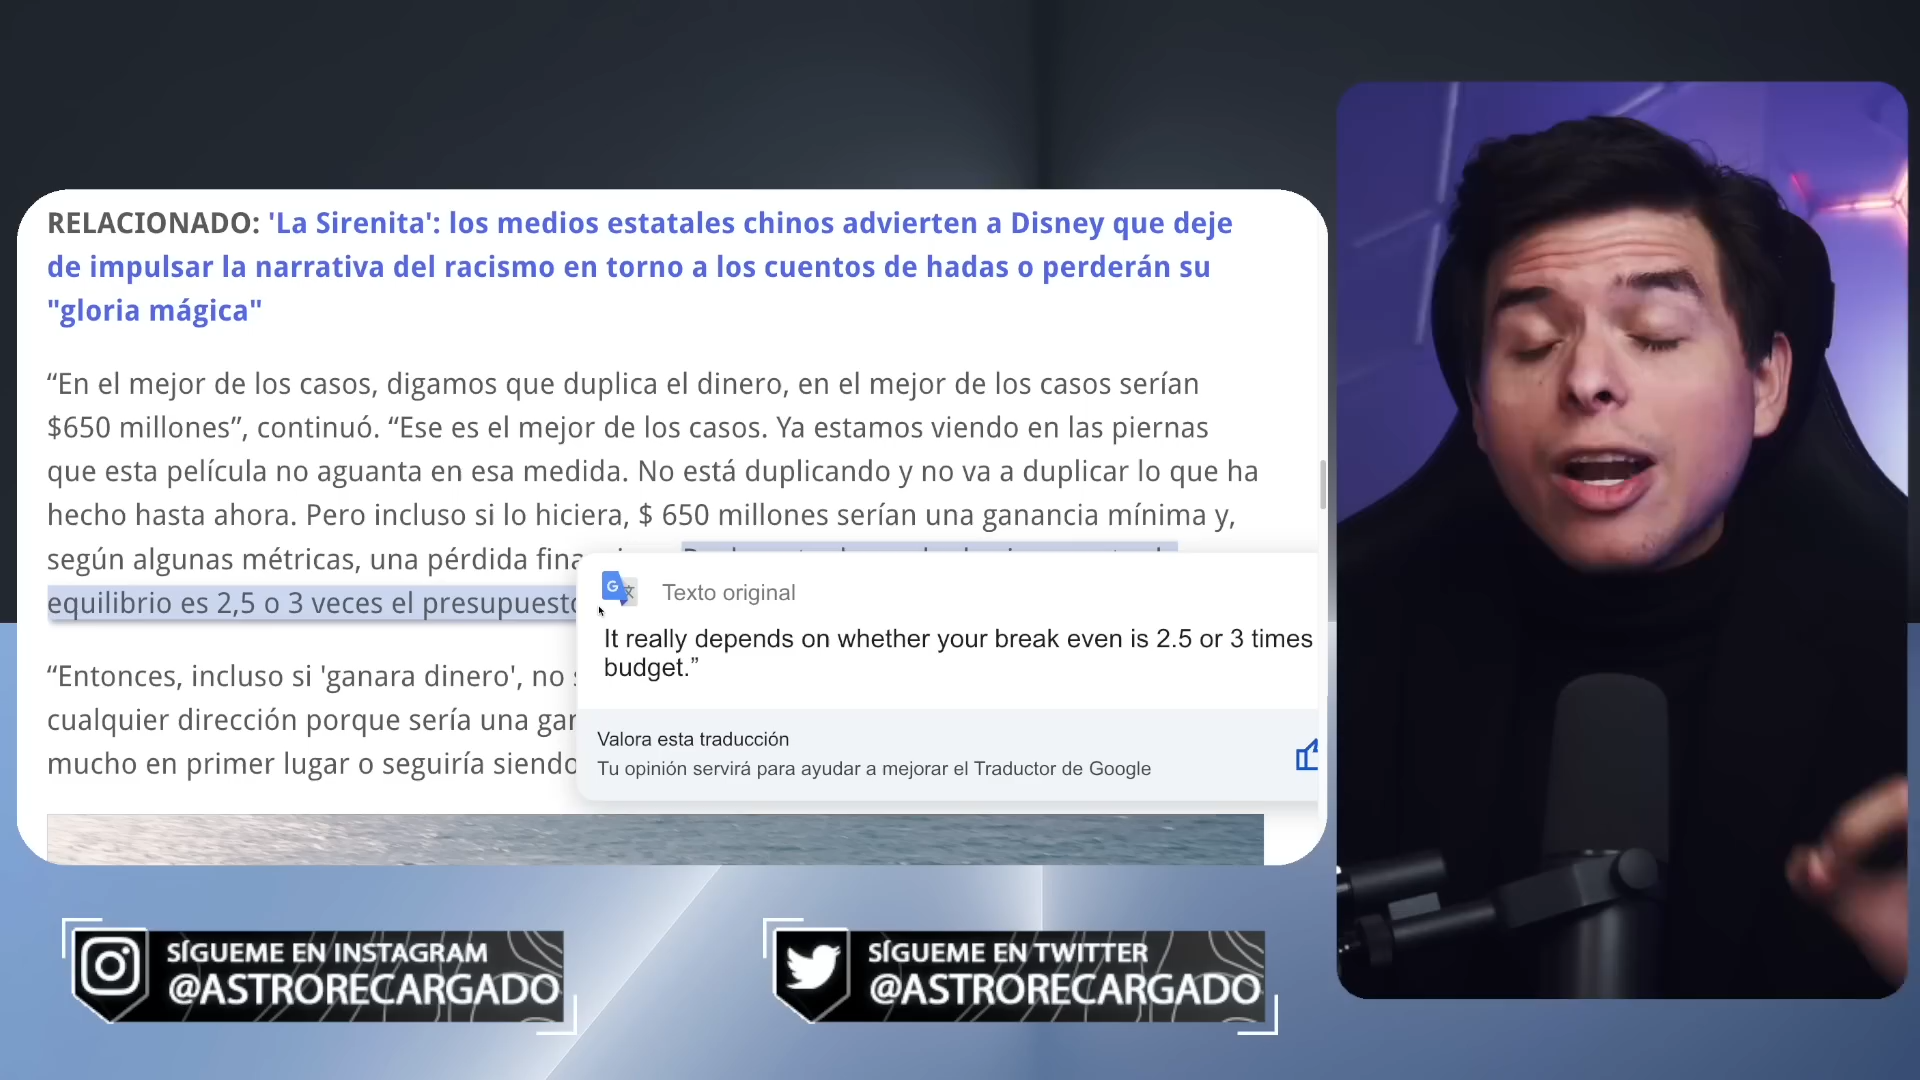 RELACIONADO: 'La Sirenita': los medios estatales chinos advierten a Disney que deje
de impulsar la narrativa del racismo en torno a los cuentos de hadas o perderán su
"gloria mágica"
“En el mejor de los casos, digamos que duplica el dinero, en el mejor de los casos serían
$650 millones”, continuó. “Ese es el mejor de los casos. Ya estamos viendo en las piernas
que esta película no aguanta en esa medida. No está duplicando y no va a duplicar lo que ha
hecho hasta ahora. Pero incluso si lo hiciera, $ 650 millones serían una ganancia mínima y,
según algunas métricas, una pérdida
equilibrio es 2,5 o 3 veces el presupuesto
“Entonces, incluso si 'ganara dinero', no
cualquier dirección porque sería una
mucho en primer lugar o seguiría siendo
Texto original
It really depends on whether your break even is 2.5 or 3 times
budget.”
Valora esta traducción
Tu opinión servirá para ayudar a mejorar el Traductor de Google
SÍGUEME EN INSTAGRAM
@ASTRORECARGADO
SÍGUEME EN TWITTER
@ASTRORECARGADO